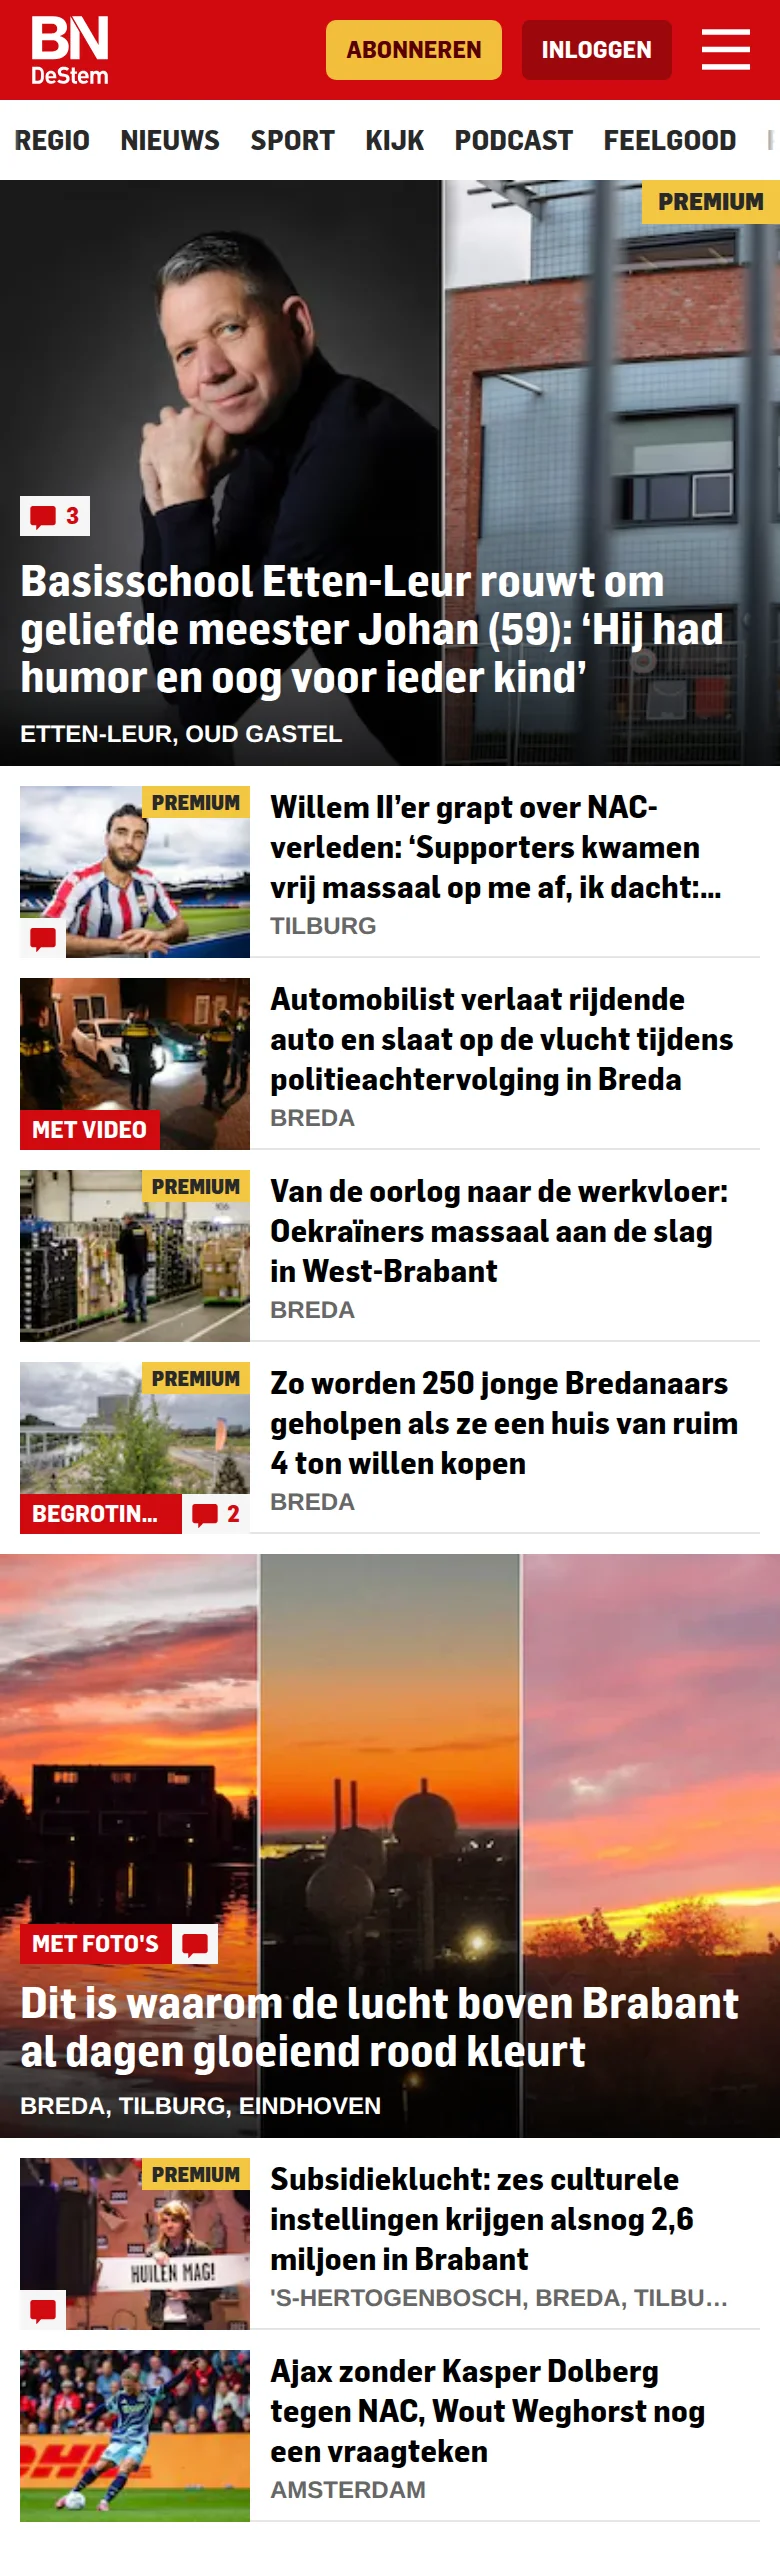 BN
DeStem
ABONNEREN
INLOGGEN
REGIO NIEUWS SPORT KIJK PODCAST FEELGOOD
PREMIUM
3
Basisschool Etten-Leur rouwt om
geliefde meester Johan (59): ‘Hij had
humor en oog voor ieder kind’
ETTEN-LEUR, OUD GASTEL
PREMIUM
Willem II’er grapt over NAC-
verleden: ‘Supporters kwamen
vrij massaal op me af, ik dacht:...
TILBURG
Automobilist verlaat rijdende
auto en slaat op de vlucht tijdens
politieachtervolging in Breda
MET VIDEO
BREDA
PREMIUM
Van de oorlog naar de werkvloer:
Oekraïners massaal aan de slag
in West-Brabant
BREDA
PREMIUM
Zo worden 250 jonge Bredanaars
geholpen als ze een huis van ruim
4 ton willen kopen
BEGROTIN...
2
BREDA
MET FOTO'S
Dit is waarom de lucht boven Brabant
al dagen gloeiend rood kleurt
BREDA, TILBURG, EINDHOVEN
PREMIUM
HUILEN MAG!
Subsidieklucht: zes culturele
instellingen krijgen alsnog 2,6
miljoen in Brabant
'S-HERTOGENBOSCH, BREDA, TILBU...
Ajax zonder Kasper Dolberg
tegen NAC, Wout Weghorst nog
een vraagteken
DHL
AMSTERDAM